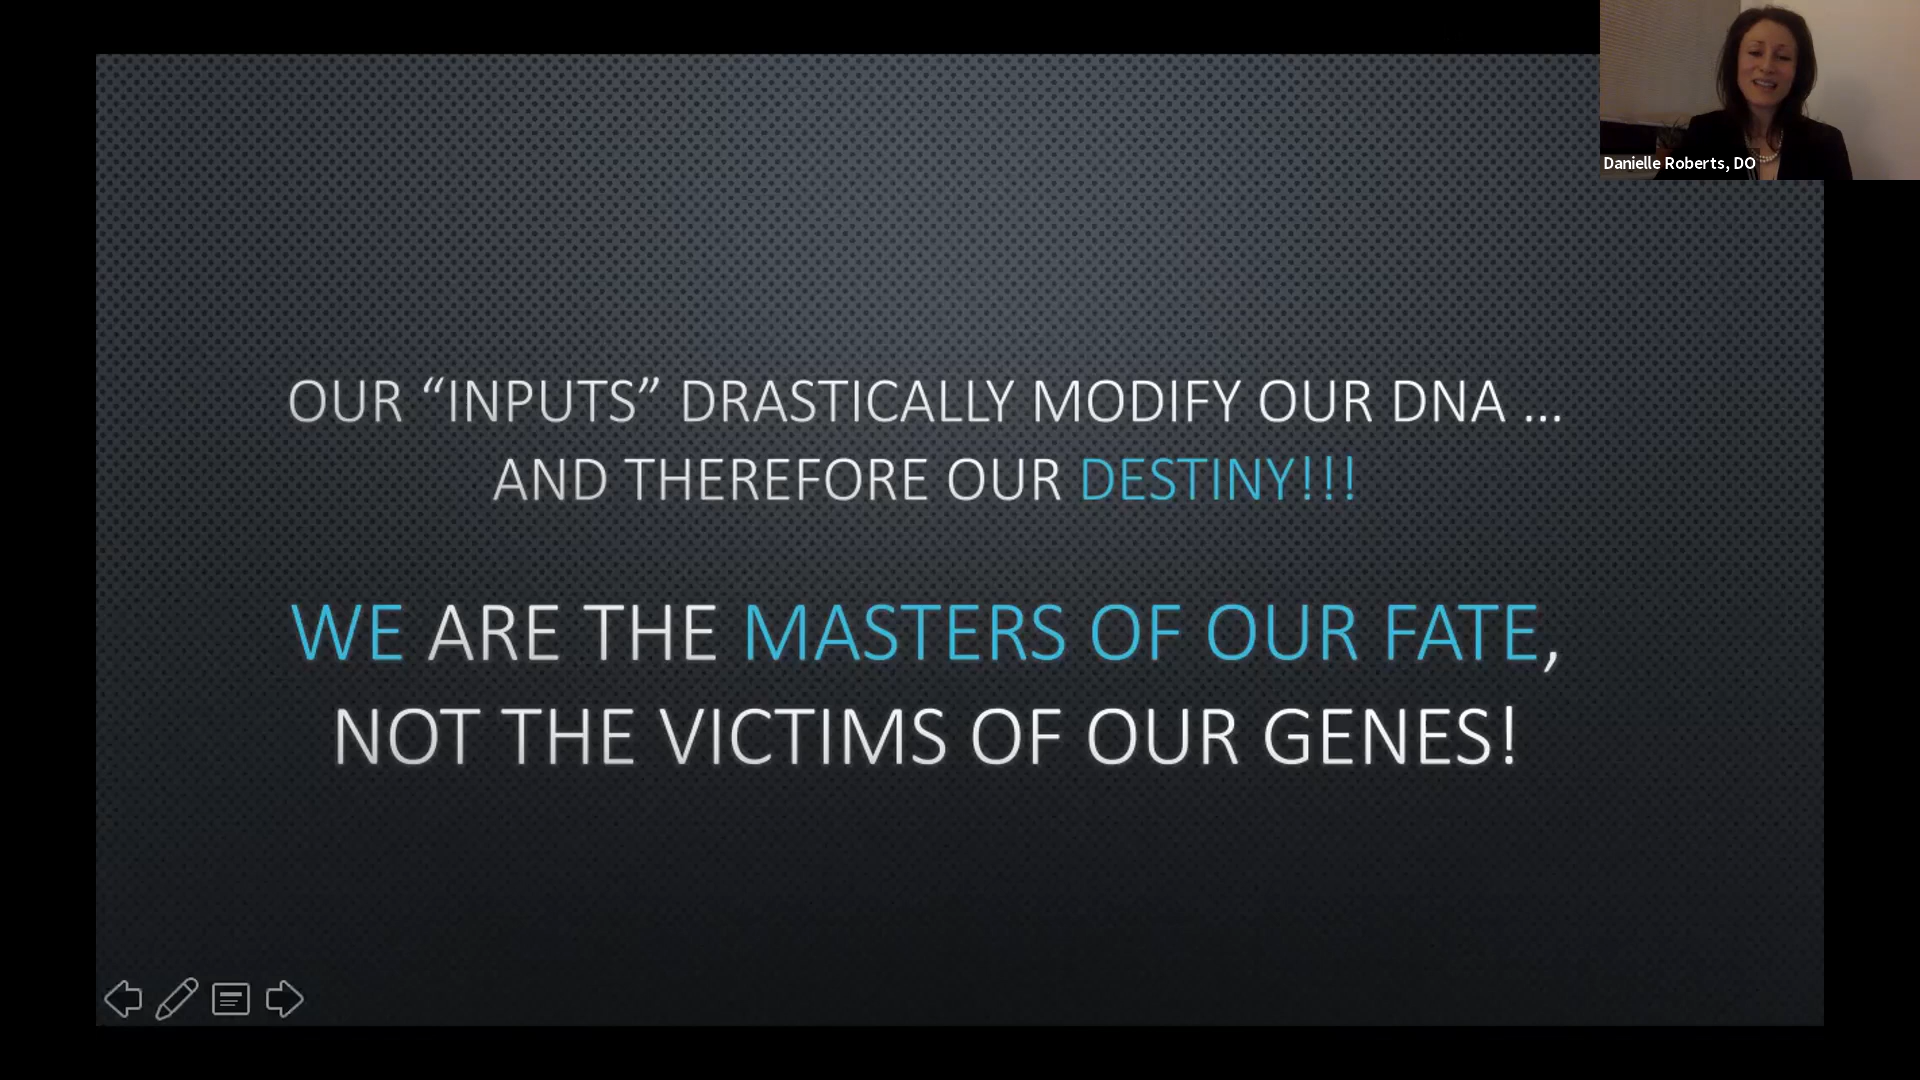 Danielle Roberts, DO
OUR “INPUTS” DRASTICALLY MODIFY OUR DNA ...
AND THEREFORE OUR DESTINY!!!
WE ARE THE MASTERS OF OUR FATE,
NOT THE VICTIMS OF OUR GENES!